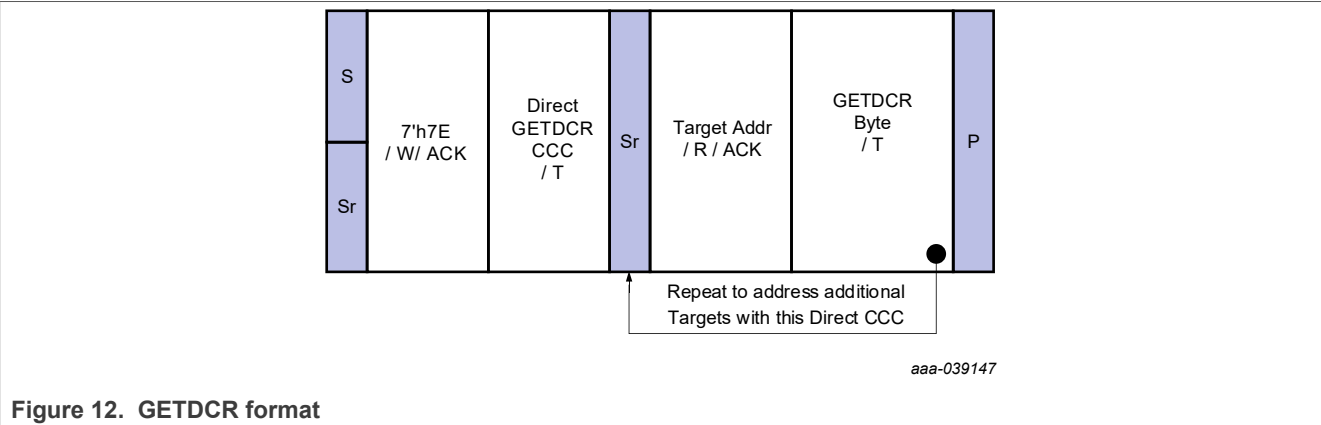 S
Sr
7'h7E
/ W/ ACK
Direct
GETDCR
CCC
/ T
Sr
Target Addr
/ R / ACK
GETDCR
Byte
/ T
P
Repeat to address additional
Targets with this Direct CCC
aaa-039147
Figure 12. GETDCR format